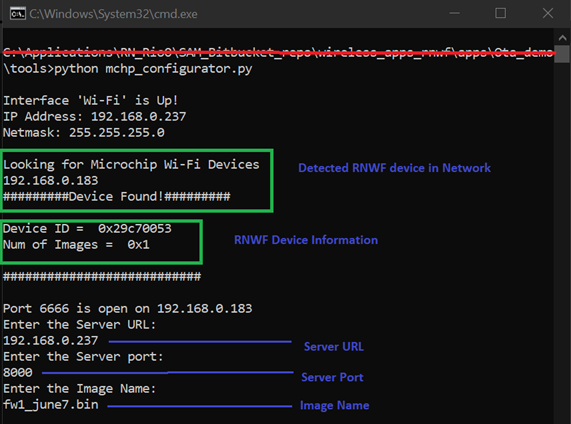 C:\Windows\System32\cmd.exe
C:\Applications\RN_RioO\SAM_Bitbucket_repo\wireless_apps_rnwf\apps\Ota_demo
\tools>python mchp_configurator.py
Interface 'Wi-Fi' is Up!
IP Address: 192.168.0.237
Netmask: 255.255.255.0
Looking for Microchip Wi-Fi Devices
Detected RNWF device in Network
192.168.0.183
#########Device Found!#########
Device ID =  0x29c70053
RNWF Device Information
Num of Images =  0x1
###########################
Port 6666 is open on 192.168.0.183
Enter the Server URL:
192.168.0.237
Server URL
Enter the Server port:
8000
Server Port
Enter the Image Name:
fw1_june7.bin
Image Name